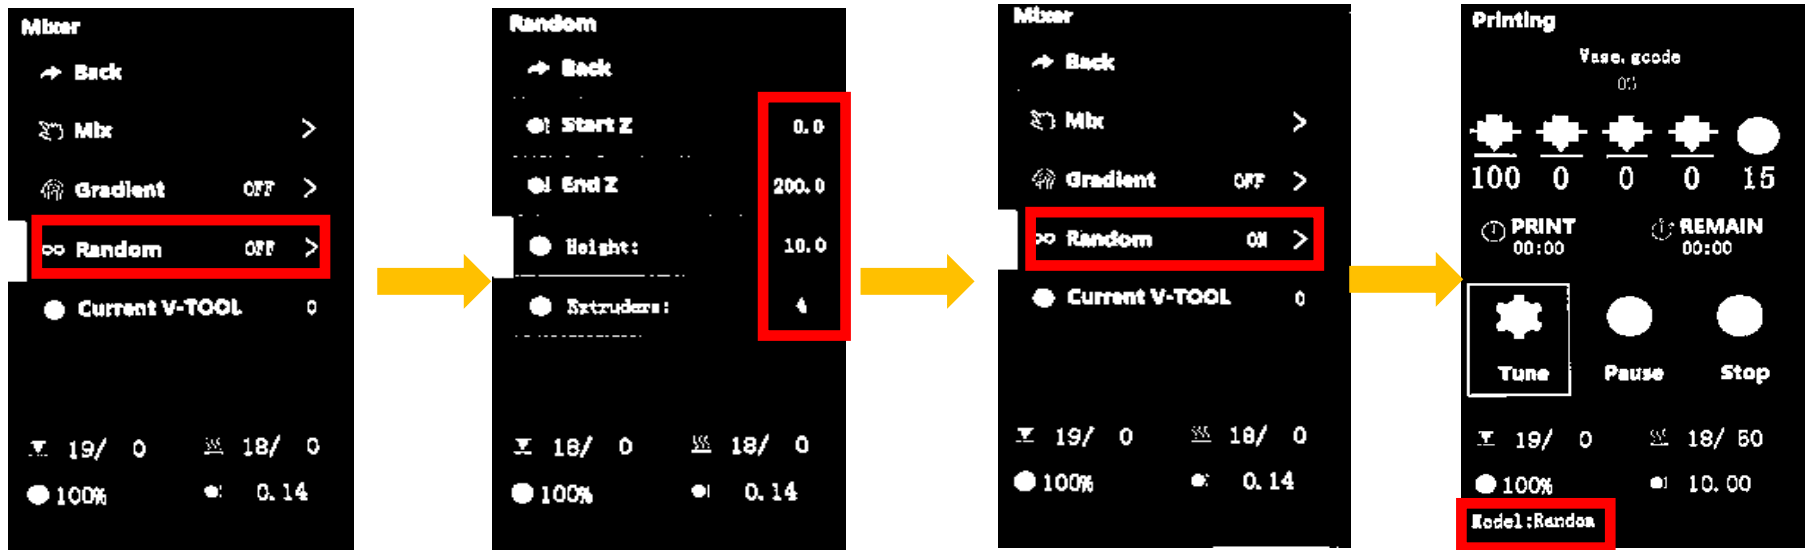 Mixer
Back
Mix >
Gradient OFF >
Random OFF >
Current V-TOOL 0
19/ 0 18/ 0
100% 0.14
Random
Back
Start Z 0.0
End Z 200.0
Height: 10.0
Extruders: 4
18/ 0 18/ 0
100% 0.14
Mixer
Back
Mix >
Gradient OFF >
Random ON >
Current V-TOOL 0
19/ 0 18/ 0
100% 0.14
Printing
Vase.gcode
0%
100 0 0 0 15
PRINT REMAIN
00:00 00:00
Tune Pause Stop
19/ 0 18/ 60
100% 10.00
Model:Random